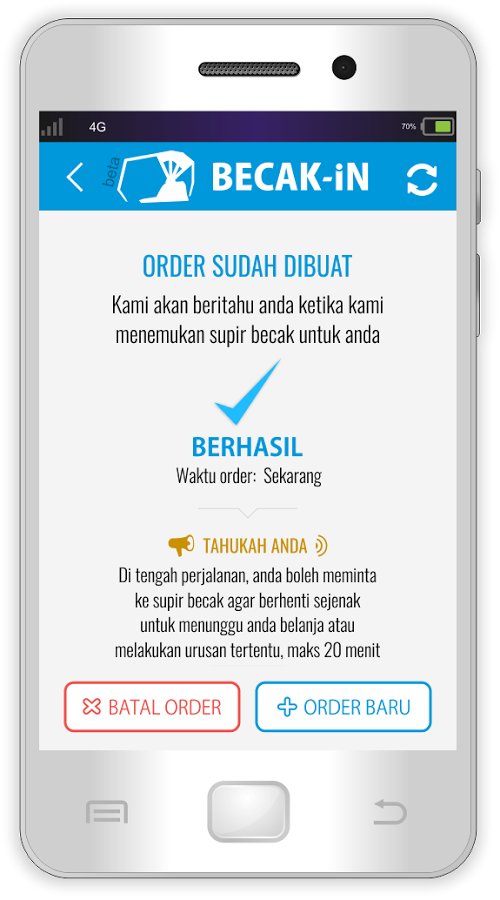 4G
70%
beta
BECAK-iN
ORDER SUDAH DIBUAT
Kami akan beritahu anda ketika kami
menemukan supir becak untuk anda
BERHASIL
Waktu order: Sekarang
TAHUKAH ANDA
Di tengah perjalanan, anda boleh meminta
ke supir becak agar berhenti sejenak
untuk menunggu anda belanja atau
melakukan urusan tertentu, maks 20 menit
BATAL ORDER
ORDER BARU